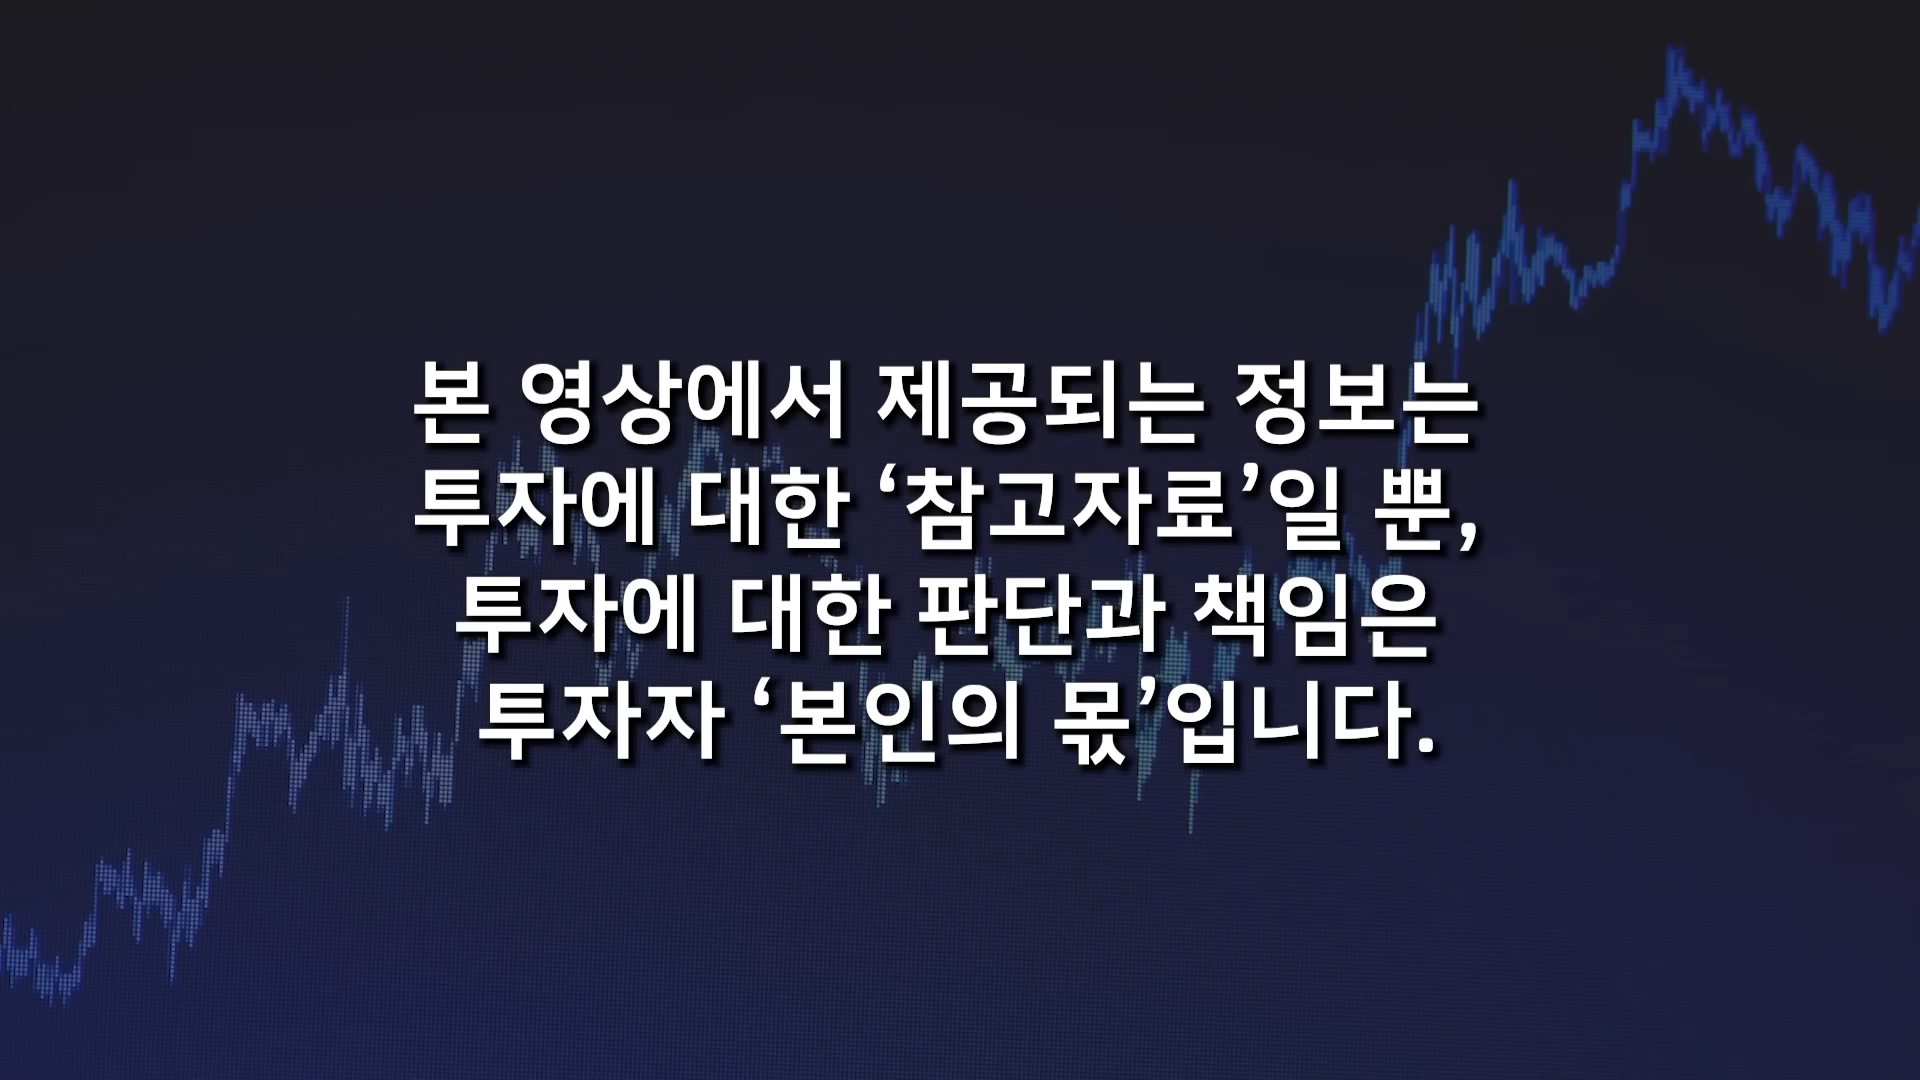 본 영상에서 제공되는 정보는
투자에 대한 ‘참고자료’일 뿐,
투자에 대한 판단과 책임은
투자자 ‘본인의 몫’입니다.